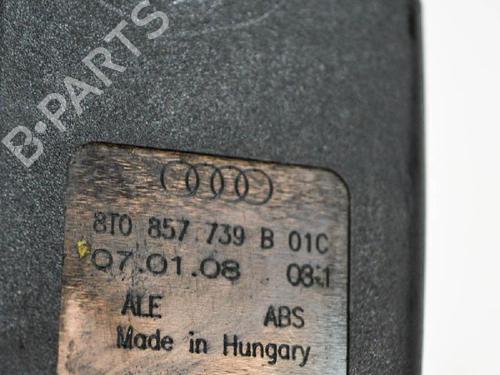 B-PARTS
8T0 857 739 B 01C
07.01.08 08:1
ALE ABS
Made in Hungary